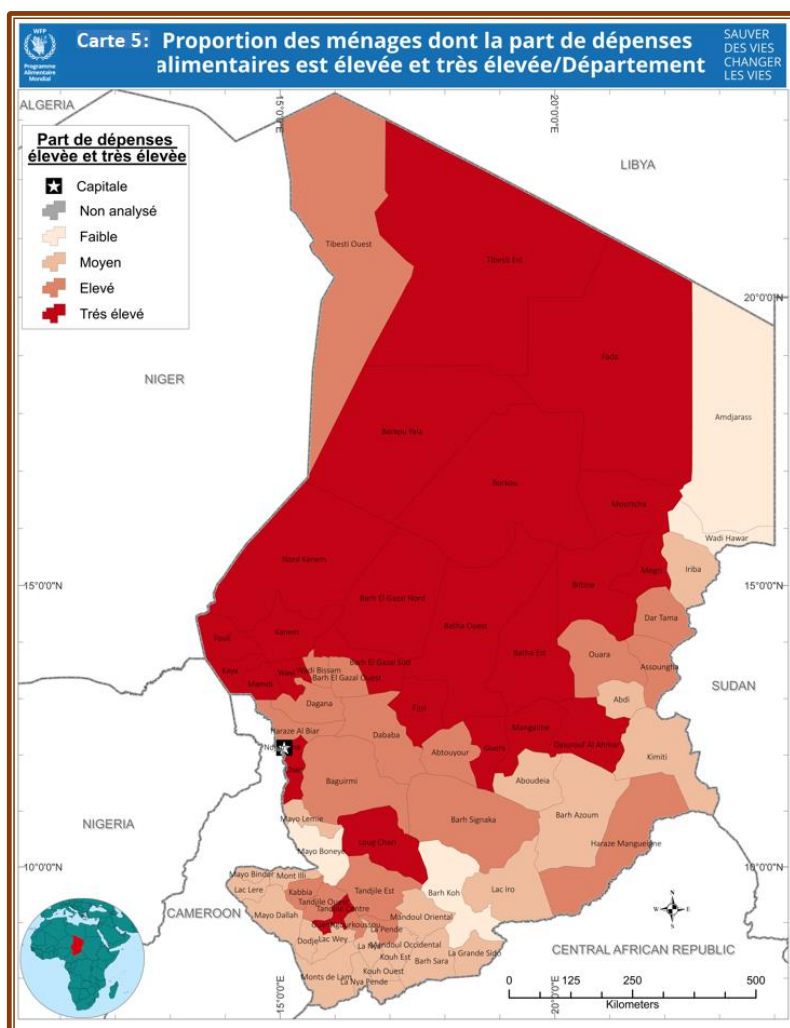 WFP
Programme
Alimentaire
Mondial
Carte 5: Proportion des ménages dont la part de dépenses
alimentaires est élevée et très élevée/Département
SAUVER
DES VIES
CHANGER
LES VIES
ALGERIA
15°0'0"E
20°0'0"E
LIBYA
Part de dépenses
élevèe et très élevèe
Capitale
Non analysé
Faible
Moyen
Elevé
Trés élevé
Tibesti Ouest
Tibesti Est
20°0'0"N
Fada
NIGER
Amdjarass
Borkou Yala
Borkou
Mourtcha
Wadi Hawar
Nord Kanem
Iriba
15°0'0"N
15°0'0"N
Megri
Biltine
Barh El-Gazal Nord
Dar Tama
Batha Ouest
Kanem
Fouli
Ouara
Batha Est
Barh El Gazal Sud
Assoungha
Kaya
Wayi
Wadi Bissam
Barh El Gazal Ouest
Mamdi
SUDAN
Abdi
Dagana
Fitri
Mangalme
Haraze Al Biar
Dababa
Djourouf Al Ahmar
Abtouyour
Guera
Kimiti
Aboudeia
Baguirmi
Barh Azoum
Mayo Lemie
Barh Signaka
NIGERIA
Loug Chari
Haraze Mangueigne
Mayo Boneye
10°0'0"N
10°0'0"N
Mayo Binder
Mont Illi
Lac Lere
Kabbia
Tandjile Est
Barh Koh
Lac Iro
Tandjile Ouest
Tandjile Centre
CAMEROON
Mayo Dallah
Mandoul Oriental
La Pende
Dodje
Lac Wey
La Nya
Mandoul Occidental
Kouh Est
Barh Sara
La Grande Sido
CENTRAL AFRICAN REPUBLIC
Monts de Lam
Kouh Ouest
La Nya Pende
N
W
E
S
0
125
250
500
Kilometers
15°0'0"E
20°0'0"E